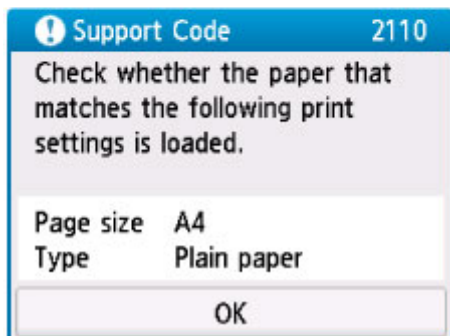 Support Code 2110
Check whether the paper that
matches the following print
settings is loaded.
Page size A4
Type Plain paper
OK